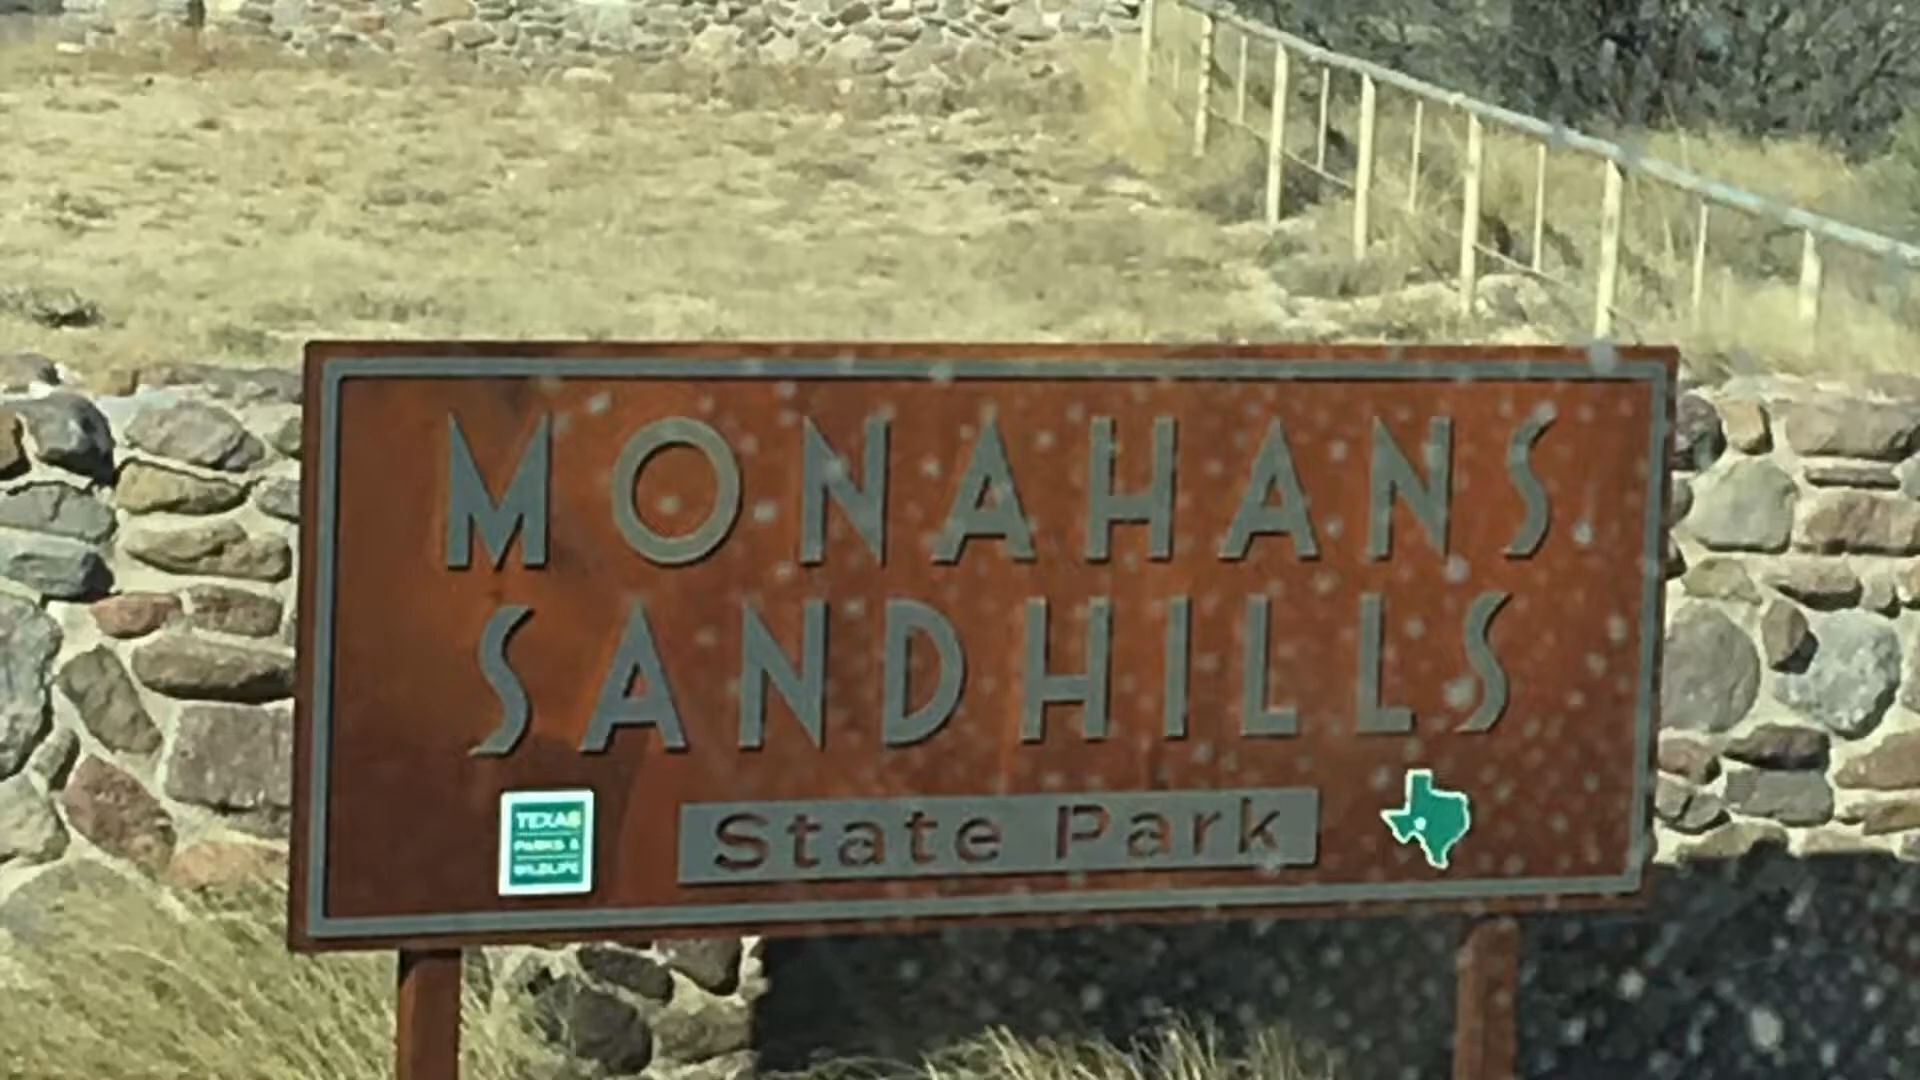 MONAHANS
SANDHILLS
TEXAS
PARKS &
WILDLIFE
State Park